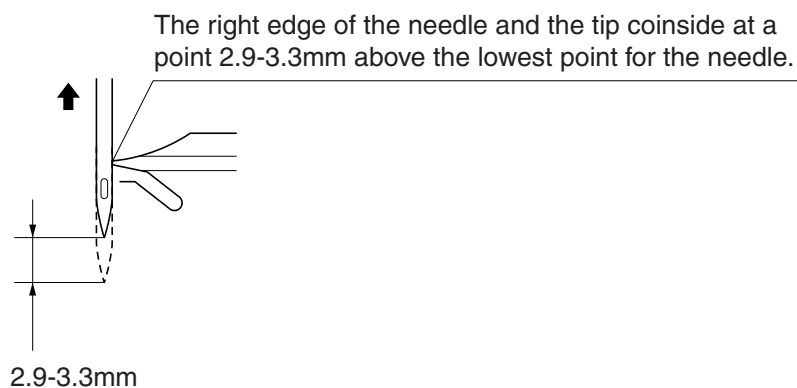 The right edge of the needle and the tip coinside at a
point 2.9-3.3mm above the lowest point for the needle.
2.9-3.3mm